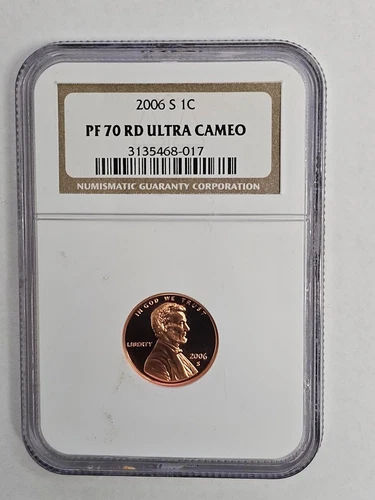 2006 S 1C
PF 70 RD ULTRA CAMEO
3135468-017
NUMISMATIC GUARANTY CORPORATION
IN GOD WE TRUST
LIBERTY
2006
S